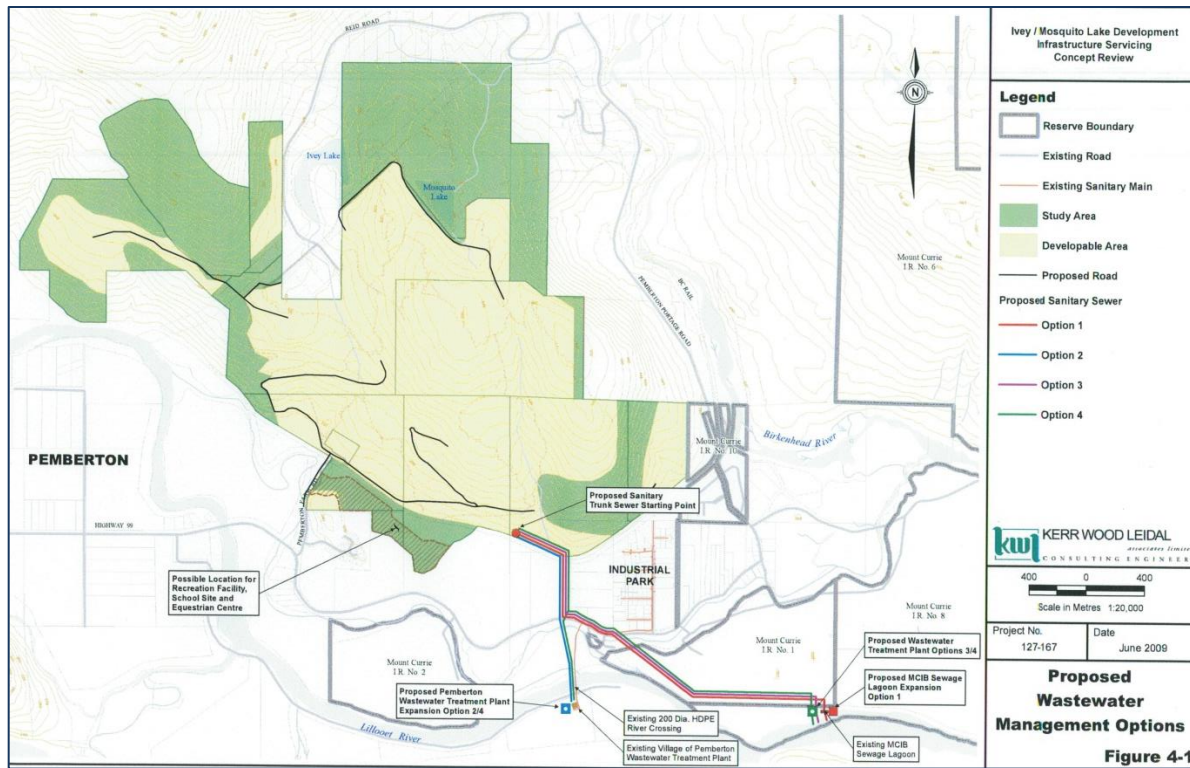 REID ROAD
Ivey Lake
Mosquito
Lake
Mount Currie
I.R. No. 6
BC RAIL
PEMBERTON PORTAGE ROAD
Birkenhead River
Mount Currie
I.R. No. 10
PEMBERTON
HIGHWAY 99
Proposed Sanitary
Trunk Sewer Starting Point
INDUSTRIAL
PARK
Possible Location for
Recreation Facility,
School Site and
Equestrian Centre
Mount Currie
I.R. No. 8
Mount Currie
I.R. No. 1
Mount Currie
I.R. No. 2
Proposed Wastewater
Treatment Plant Options 3/4
Proposed MCIB Sewage
Lagoon Expansion
Option 1
Proposed Pemberton
Wastewater Treatment Plant
Expansion Option 2/4
Existing 200 Dia. HDPE
River Crossing
Existing Village of Pemberton
Wastewater Treatment Plant
Existing MCIB
Sewage Lagoon
Lillooet River
Ivey / Mosquito Lake Development
Infrastructure Servicing
Concept Review
N
Legend
Reserve Boundary
Existing Road
Existing Sanitary Main
Study Area
Developable Area
Proposed Road
Proposed Sanitary Sewer
Option 1
Option 2
Option 3
Option 4
kwl KERR WOOD LEIDAL
associates limited
CONSULTING ENGINEERS
400 0 400
Scale in Metres 1:20,000
Project No.
127-167
Date
June 2009
Proposed
Wastewater
Management Options
Figure 4-1